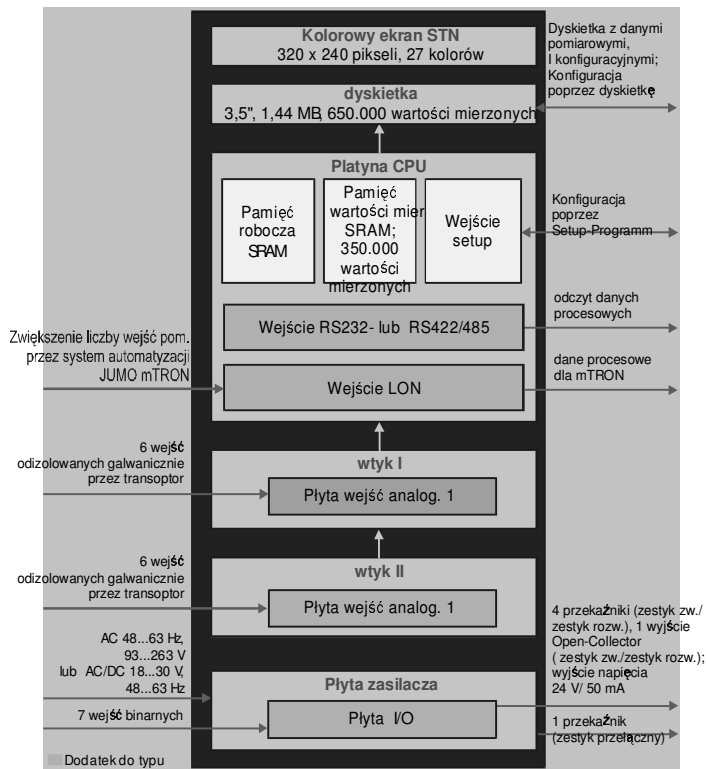 Kolorowy ekran STN
320 x 240 pikseli, 27 kolorów
Dyskietka z danymi
pomiarowymi,
I konfiguracyjnymi;
Konfiguracja
poprzez dyskietkę
dyskietka
3,5", 1,44 MB, 650.000 wartości mierzonych
Platyna CPU
Pamięć
robocza
SRAM
Pamięć
wartości mier
SRAM;
350.000
wartości
mierzonych
Wejście
setup
Konfiguracja
poprzez
Setup-Programm
Wejście RS232- lub RS422/485
odczyt danych
procesowych
Zwiększenie liczby wejść pom.
przez system automatyzacji
JUMO mTRON
Wejście LON
dane procesowe
dla mTRON
6 wejść
odizolowanych galwanicznie
przez transoptor
wtyk I
Płyta wejść analog. 1
6 wejść
odizolowanych galwanicznie
przez transoptor
wtyk II
Płyta wejść analog. 1
AC 48...63 Hz,
93...263 V
lub AC/DC 18...30 V,
48...63 Hz
7 wejść binarnych
Płyta zasilacza
Płyta I/O
4 przekaźniki (zestyk zw./
zestyk rozw.), 1 wyjście
Open-Collector
( zestyk zw./zestyk rozw.);
wyjście napięcia
24 V/ 50 mA
1 przekaźnik
(zestyk przełączny)
Dodatek do typu